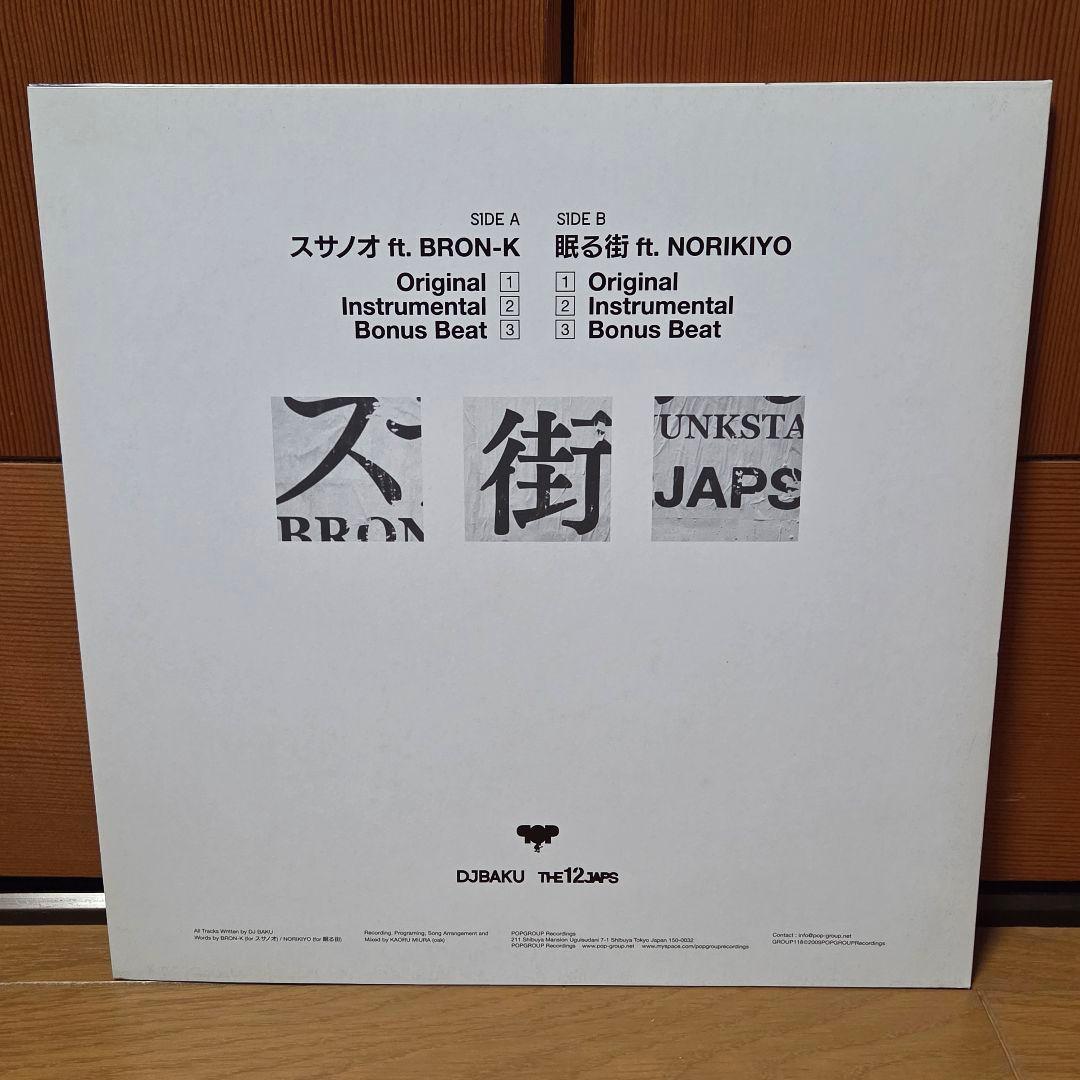 SIDE A
スサノオ ft. BRON-K
Original 1
Instrumental 2
Bonus Beat 3
SIDE B
眠る街 ft. NORIKIYO
1 Original
2 Instrumental
3 Bonus Beat
ス
BRON
街
UNKSTA
JAPS
POP
DJBAKU THE12JAPS
All Tracks Written by DJ BAKU
Words by BRON-K (for スサノオ) / NORIKIYO (for 眠る街)
Recording, Programing, Song Arrangement and
Mixed by KAORU MIURA (oak)
POPGROUP Recordings
211 Shibuya Mansion Uguisudani 7-1 Shibuya Tokyo Japan 150-0032
POPGROUP Recordings www.pop-group.net www.myspace.com/popgrouprecordings
Contact : info@pop-group.net
GROUP118©2009POPGROUPRecordings